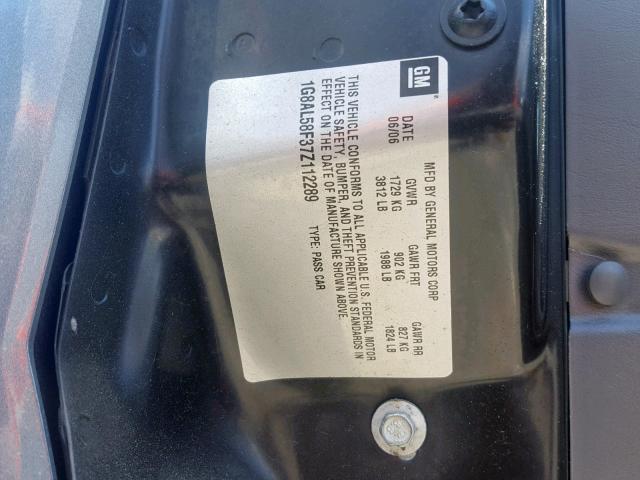 GM
MFD BY GENERAL MOTORS CORP
DATE GVWR GAWR FRT GAWR RR
06/06 1729 KG 902 KG 827 KG
3812 LB 1988 LB 1824 LB
THIS VEHICLE CONFORMS TO ALL APPLICABLE U.S. FEDERAL MOTOR
VEHICLE SAFETY, BUMPER, AND THEFT PREVENTION STANDARDS IN
EFFECT ON THE DATE OF MANUFACTURE SHOWN ABOVE.
1G8AL58F37Z112289 TYPE: PASS CAR